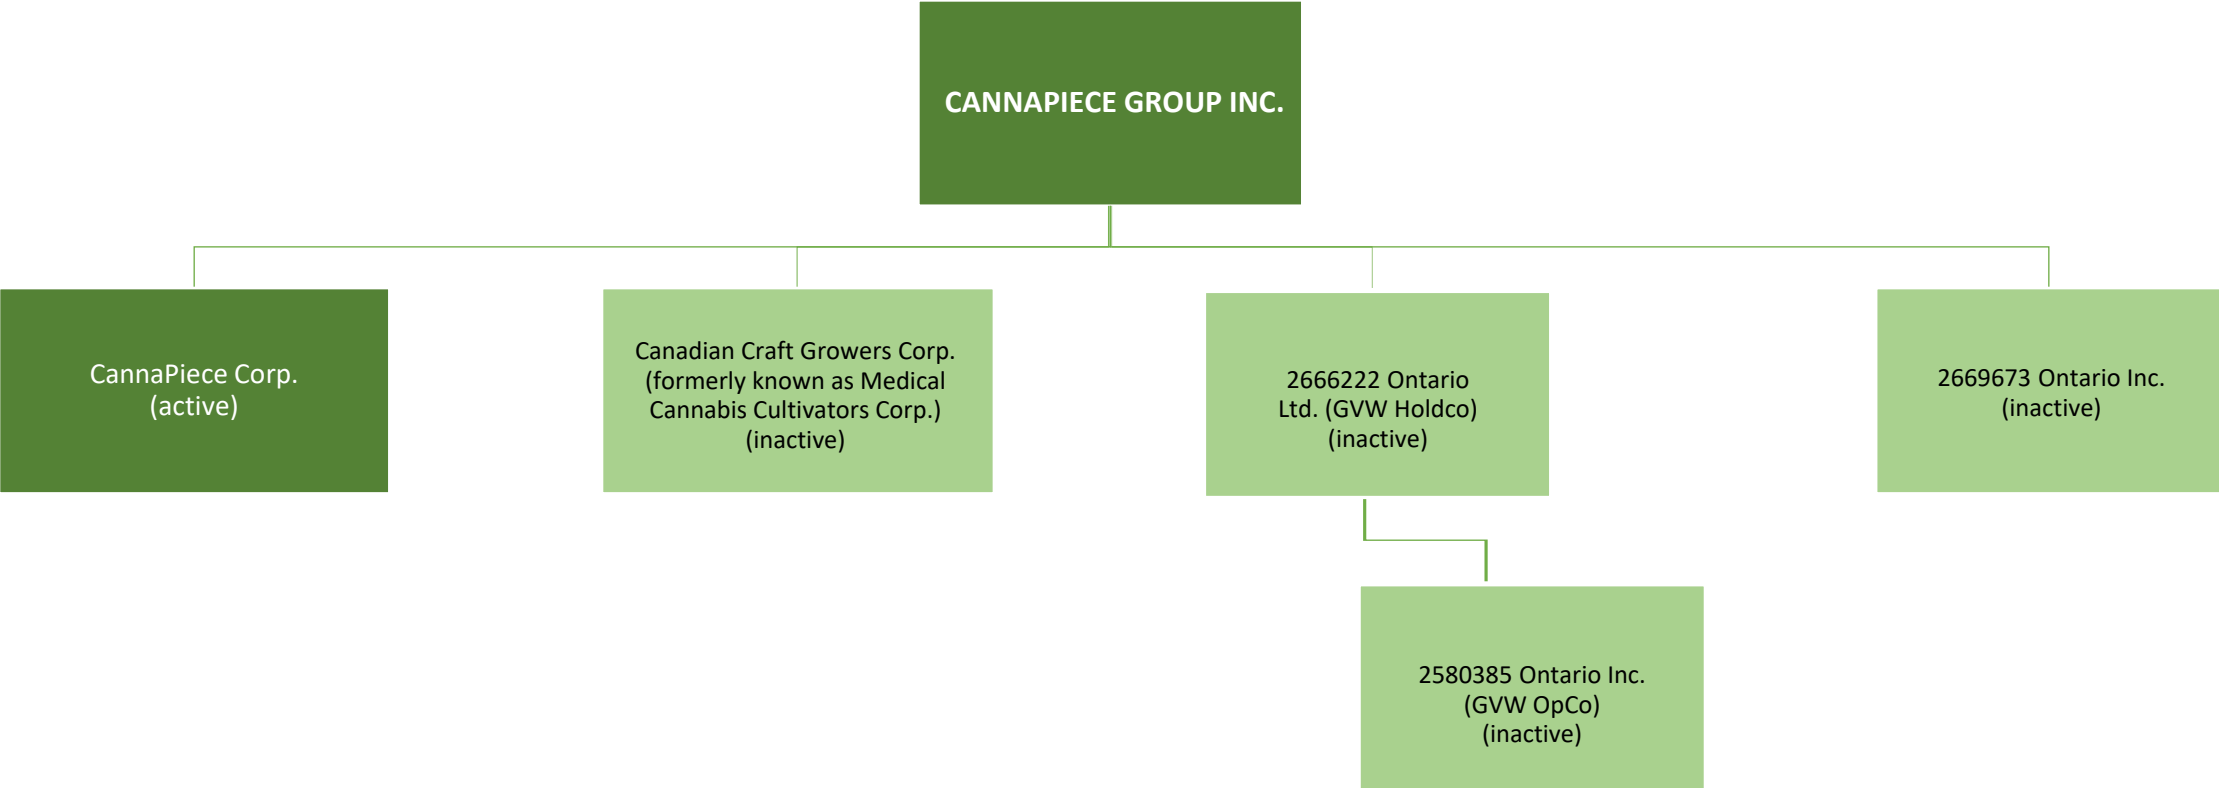 CANNAPIECE GROUP INC.
CannaPiece Corp.
(active)
Canadian Craft Growers Corp.
(formerly known as Medical
Cannabis Cultivators Corp.)
(inactive)
2666222 Ontario
Ltd. (GVW Holdco)
(inactive)
2669673 Ontario Inc.
(inactive)
2580385 Ontario Inc.
(GVW OpCo)
(inactive)